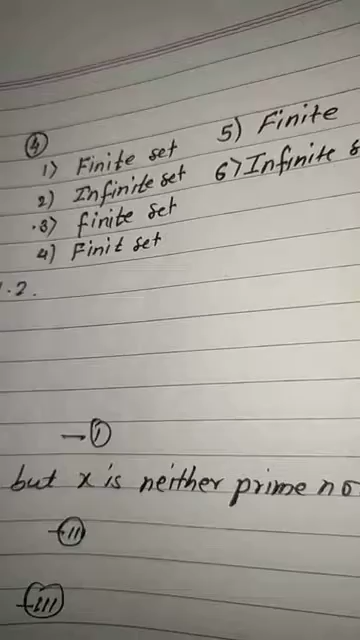 4
1) Finite set
2) Infinite set
3) finite set
4) Finit set
5) Finite
6) Infinite s
.2.
— i
but x is neither prime no
— ii
— iii